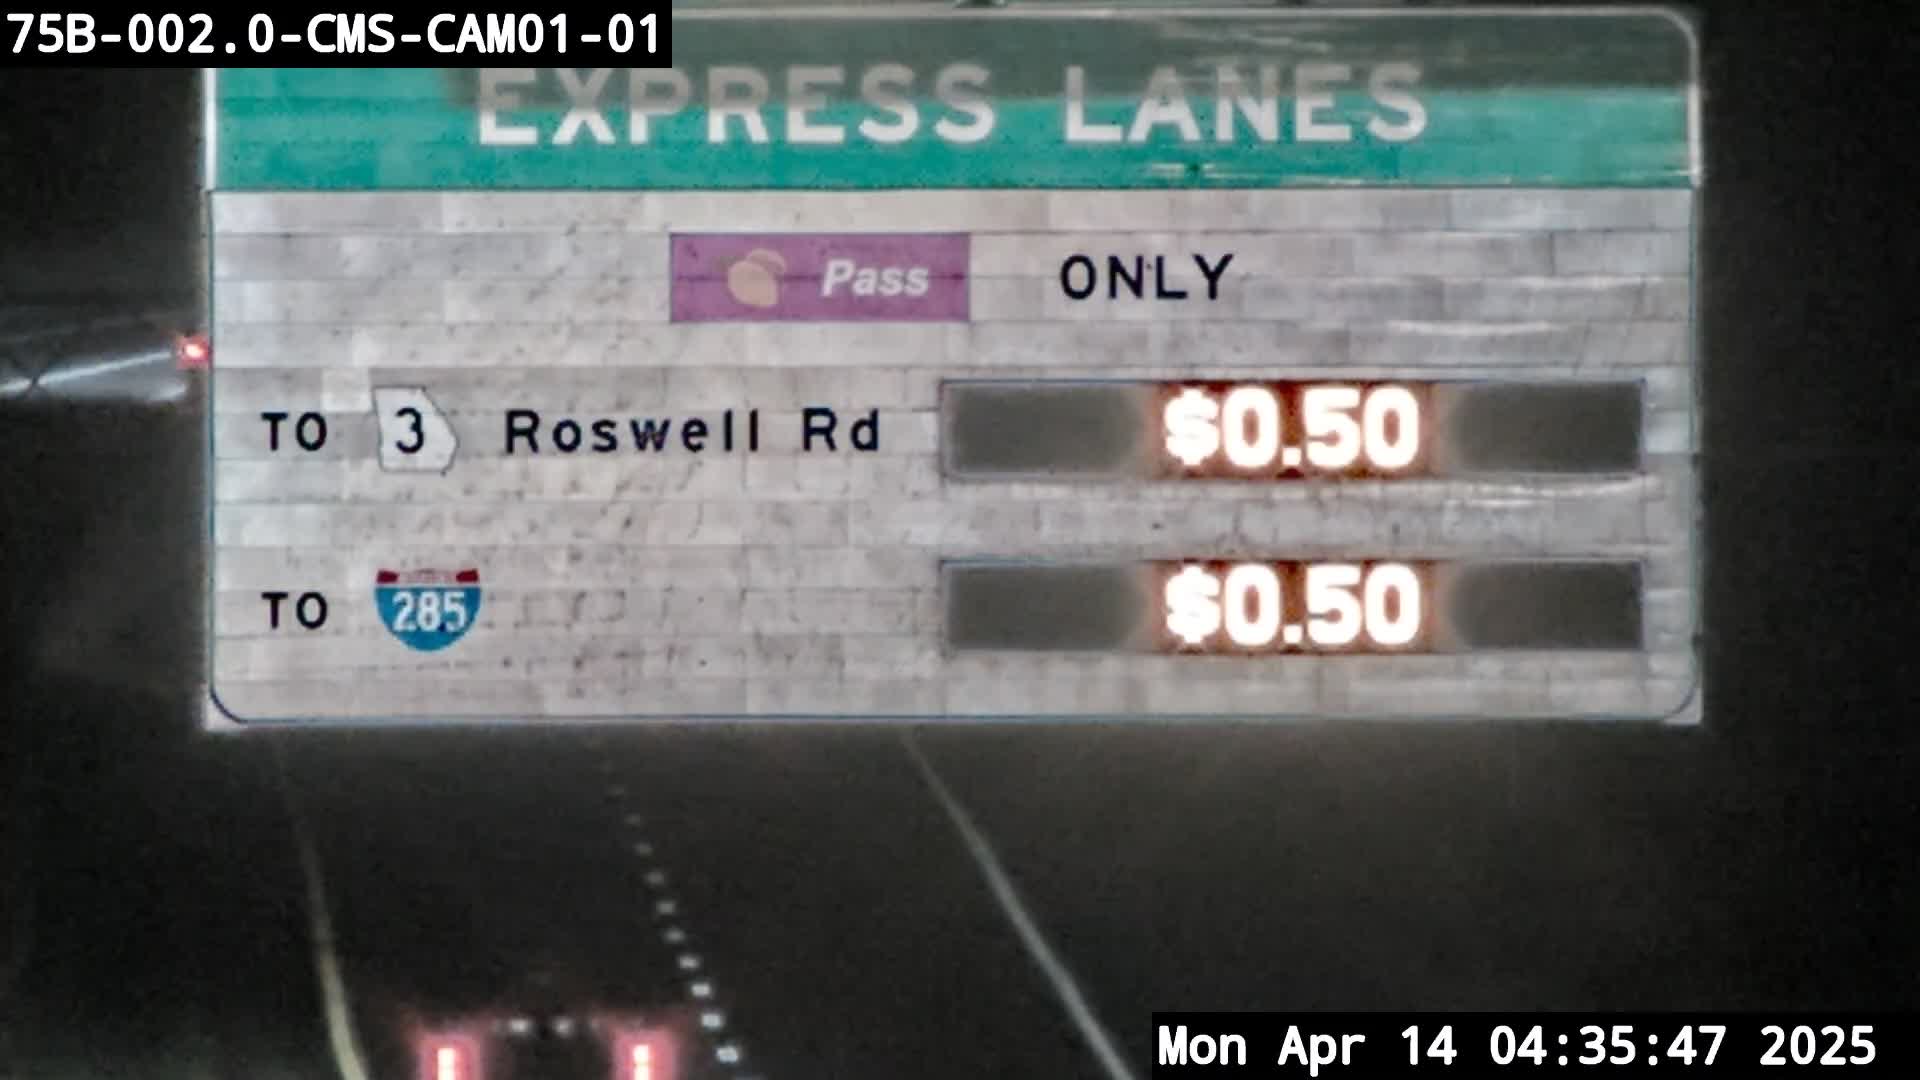 75B-002.0-CMS-CAM01-01
EXPRESS LANES
Pass ONLY
TO 3 Roswell Rd $0.50
TO 285 $0.50
Mon Apr 14 04:35:47 2025